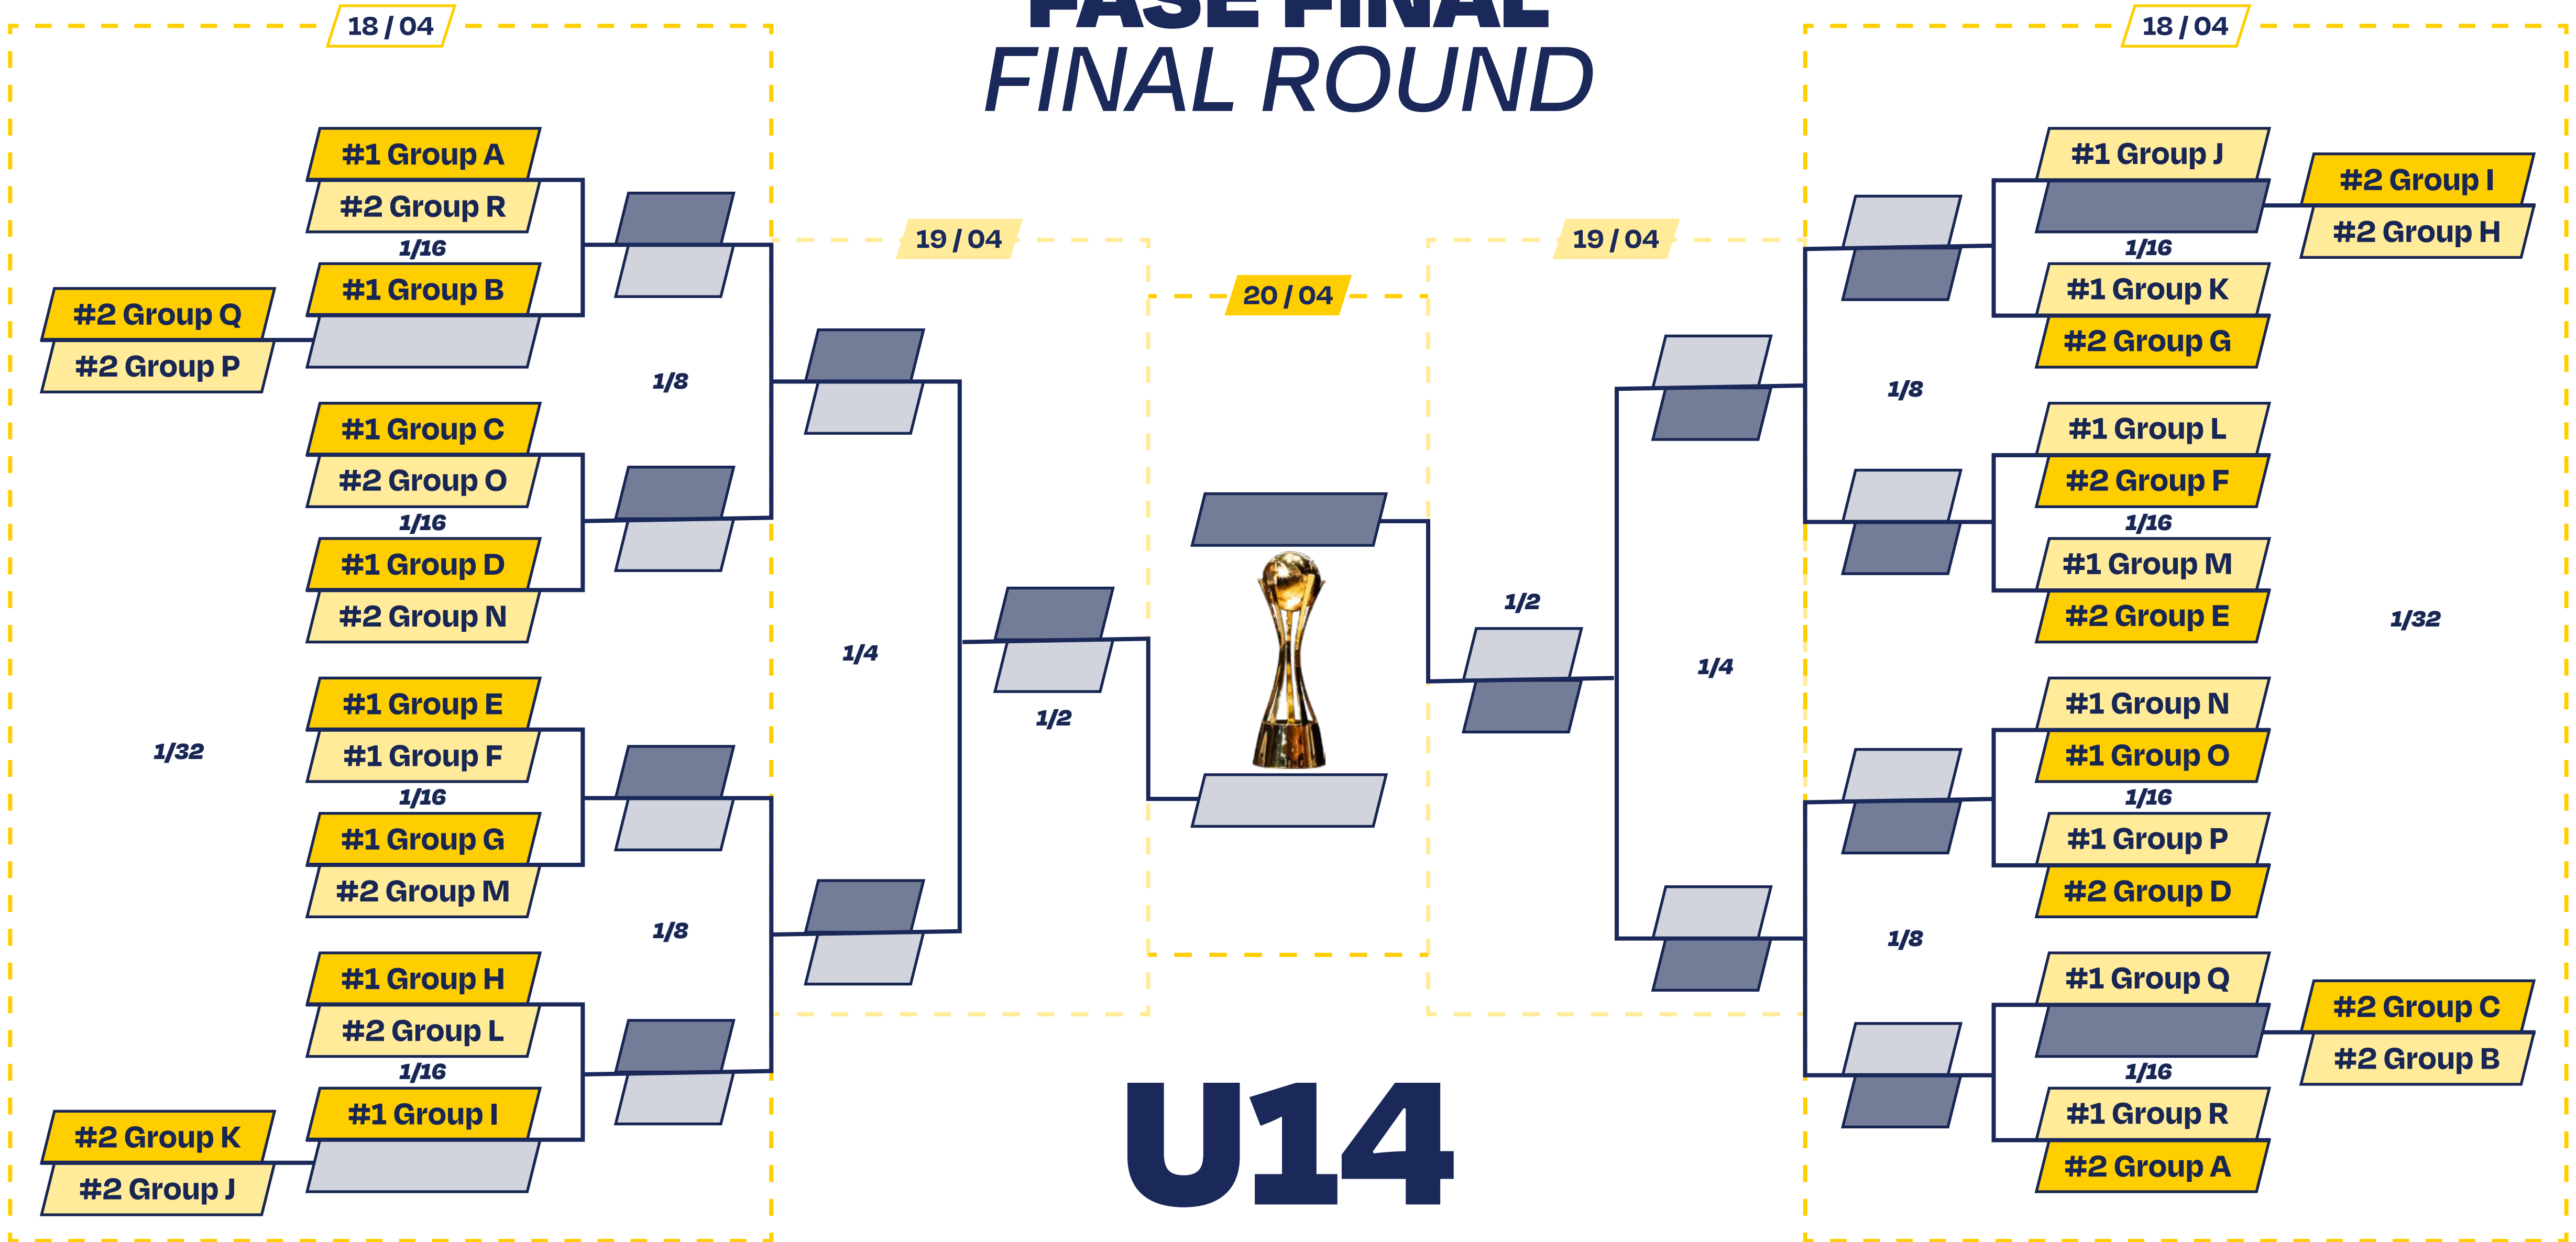 FASE FINAL
FINAL ROUND
18 / 04
#1 Group A
#2 Group R
1/16
#1 Group B
#2 Group Q
#2 Group P
#1 Group C
#2 Group O
1/16
#1 Group D
#2 Group N
1/8
#1 Group E
#1 Group F
1/16
#1 Group G
#2 Group M
1/32
#1 Group H
#2 Group L
1/16
#1 Group I
#2 Group K
#2 Group J
1/8
19 / 04
1/4
1/2
20 / 04
19 / 04
1/2
1/4
18 / 04
#1 Group J
#2 Group I
#2 Group H
1/16
#1 Group K
#2 Group G
1/8
#1 Group L
#2 Group F
1/16
#1 Group M
#2 Group E
1/32
#1 Group N
#1 Group O
1/16
#1 Group P
#2 Group D
1/8
#1 Group Q
#2 Group C
#2 Group B
1/16
#1 Group R
#2 Group A
U14